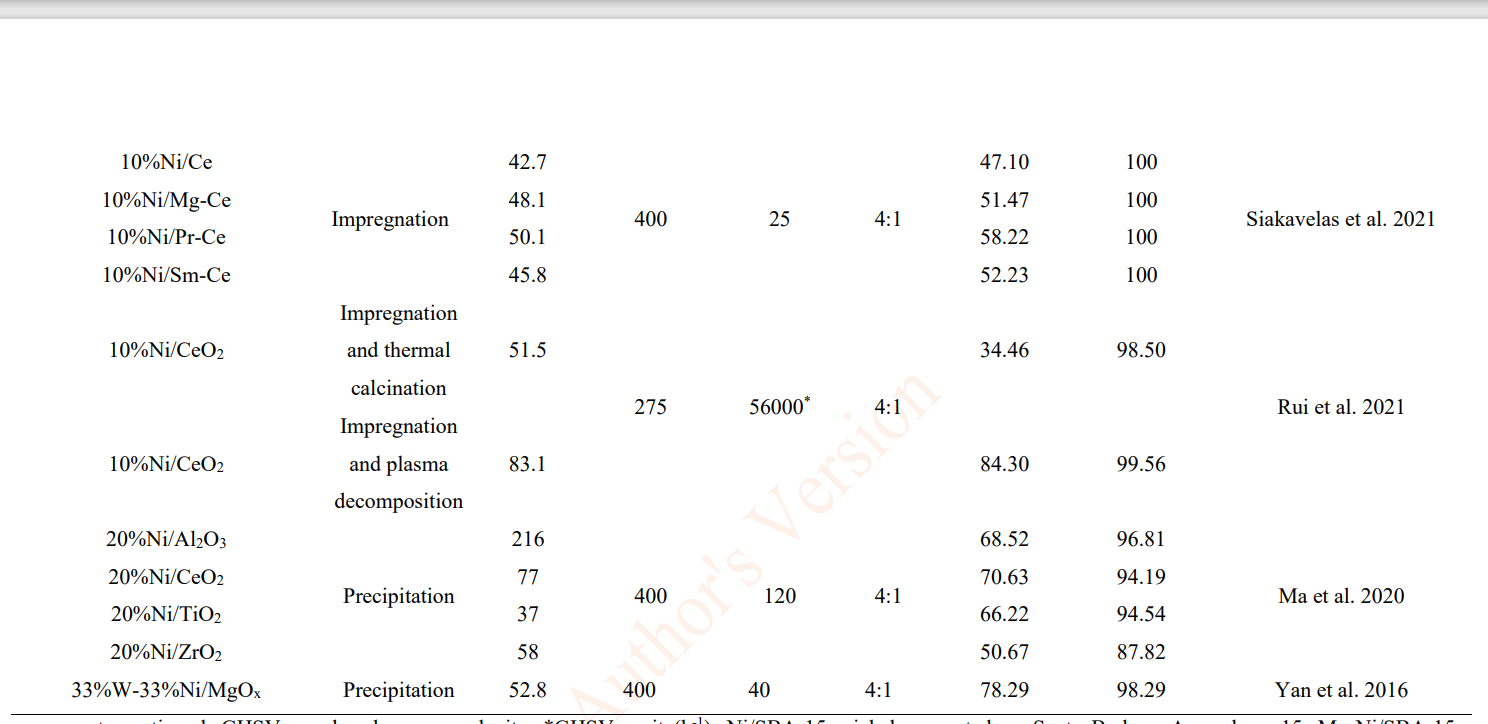 10%Ni/Ce 42.7 47.10 100
10%Ni/Mg-Ce 48.1 51.47 100
Impregnation 400 25 4:1 Siakavelas et al. 2021
10%Ni/Pr-Ce 50.1 58.22 100
10%Ni/Sm-Ce 45.8 52.23 100
Impregnation
10%Ni/CeO₂ and thermal 51.5 34.46 98.50
calcination
275 56000* 4:1 Rui et al. 2021
Impregnation
10%Ni/CeO₂ and plasma 83.1 84.30 99.56
decomposition
20%Ni/Al₂O₃ 216 68.52 96.81
20%Ni/CeO₂ 77 70.63 94.19
Precipitation 400 120 4:1 Ma et al. 2020
20%Ni/TiO₂ 37 66.22 94.54
20%Ni/ZrO₂ 58 50.67 87.82
33%W-33%Ni/MgOₓ Precipitation 52.8 400 40 4:1 78.29 98.29 Yan et al. 2016
Author's Version